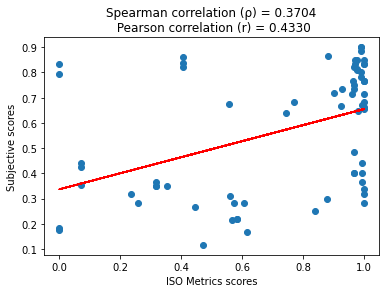 Spearman correlation (ρ) = 0.3704
Pearson correlation (r) = 0.4330
0.9
0.8
0.7
0.6
0.5
0.4
0.3
0.2
0.1
Subjective scores
0.0 0.2 0.4 0.6 0.8 1.0
ISO Metrics scores